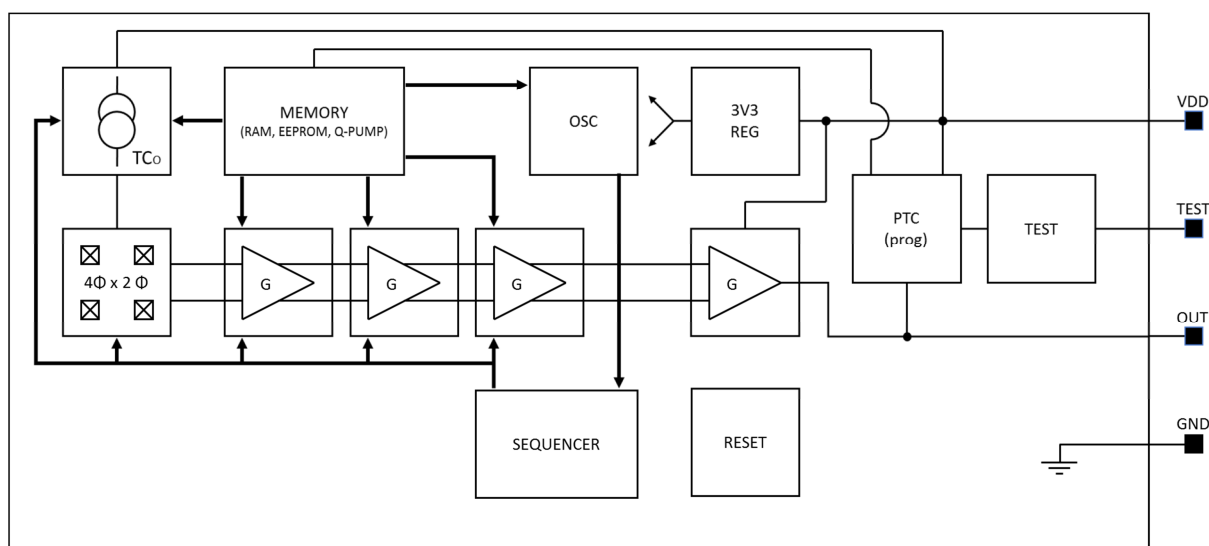 MEMORY
(RAM, EEPROM, Q-PUMP)
OSC
3V3
REG
VDD
TCO
PTC
(prog)
TEST
TEST
4Φ x 2 Φ
G
G
G
G
OUT
SEQUENCER
RESET
GND